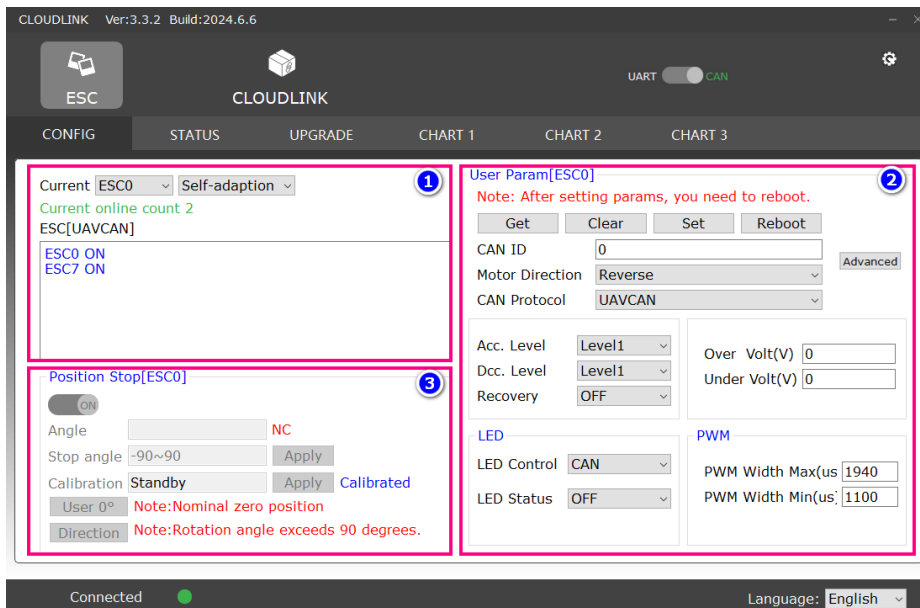 CLOUDLINK Ver:3.3.2 Build:2024.6.6
ESC
CLOUDLINK
UART CAN
CONFIG STATUS UPGRADE CHART 1 CHART 2 CHART 3
1
Current ESC0 Self-adaption
Current online count 2
ESC[UAVCAN]
ESC0 ON
ESC7 ON
2
User Param[ESC0]
Note: After setting params, you need to reboot.
Get Clear Set Reboot
CAN ID 0
Advanced
Motor Direction Reverse
CAN Protocol UAVCAN
Acc. Level Level1
Dcc. Level Level1
Recovery OFF
Over Volt(V) 0
Under Volt(V) 0
LED
LED Control CAN
LED Status OFF
PWM
PWM Width Max(us 1940
PWM Width Min(us) 1100
3
Position Stop[ESC0]
ON
Angle NC
Stop angle -90~90 Apply
Calibration Standby Apply Calibrated
User 0° Note:Nominal zero position
Direction Note:Rotation angle exceeds 90 degrees.
Connected
Language: English